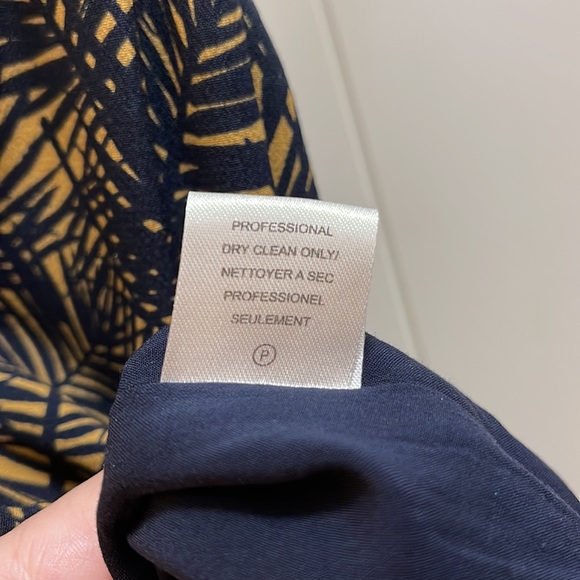 PROFESSIONAL
DRY CLEAN ONLY/
NETTOYER A SEC
PROFESSIONEL
SEULEMENT
P